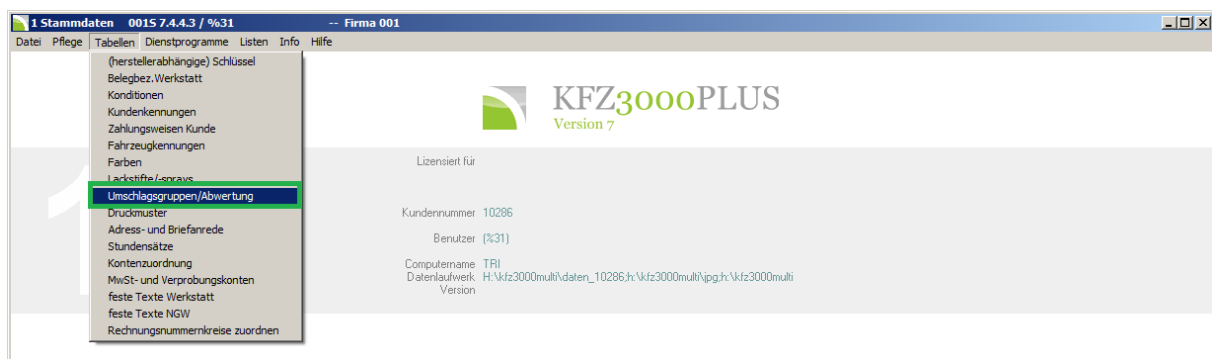 1 Stammdaten 001S 7.4.4.3 / %31 -- Firma 001
Datei Pflege Tabellen Dienstprogramme Listen Info Hilfe
(herstellerabhängige) Schlüssel
Belegbez.Werkstatt
Konditionen
Kundenkennungen
Zahlungsweisen Kunde
Fahrzeugkennungen
Farben
Lackstifte/-sprays
Umschlagsgruppen/Abwertung
Druckmuster
Adress- und Briefanrede
Stundensätze
Kontenzuordnung
MwSt- und Verprobungskonten
feste Texte Werkstatt
feste Texte NGW
Rechnungsnummernkreise zuordnen
KFZ3000PLUS
Version 7
Lizensiert für
Kundennummer 10286
Benutzer (%31)
Computername TRI
Datenlaufwerk H:\kfz3000multi\daten_10286;h:\kfz3000multi\jpg;h:\kfz3000multi
Version
1